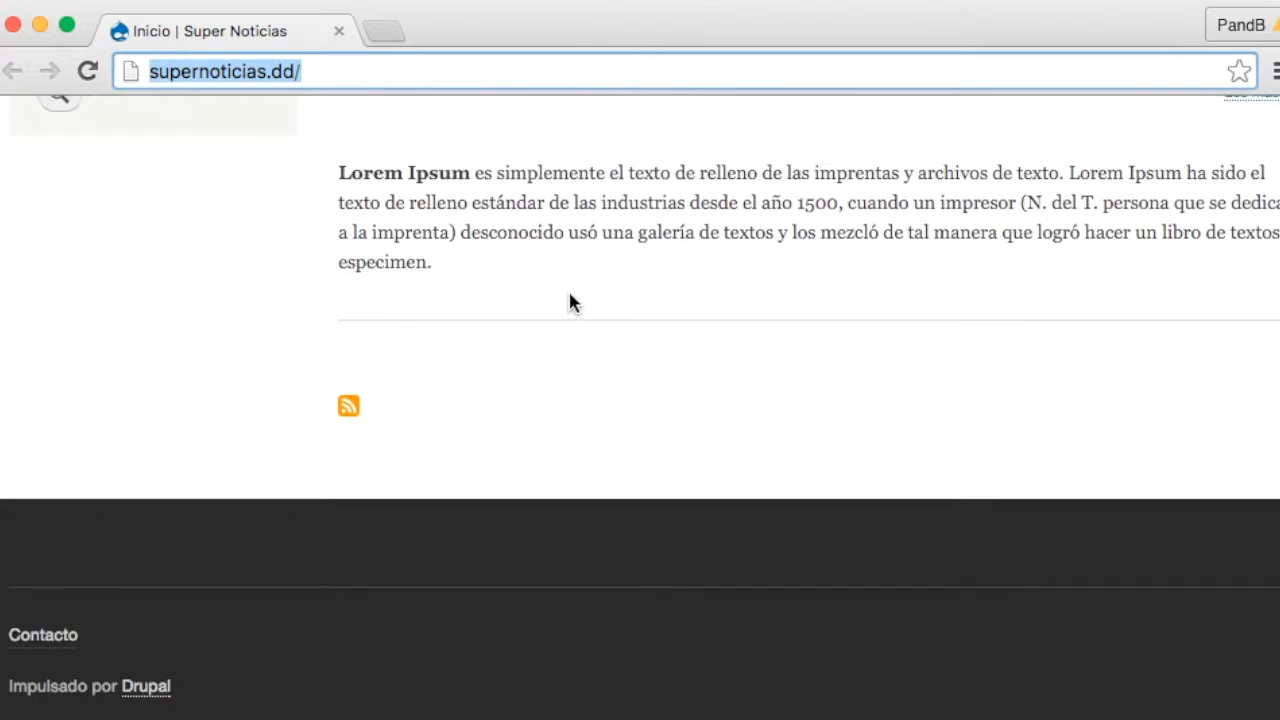 Inicio | Super Noticias
PandB
supernoticias.dd/
Lorem Ipsum es simplemente el texto de relleno de las imprentas y archivos de texto. Lorem Ipsum ha sido el
texto de relleno estándar de las industrias desde el año 1500, cuando un impresor (N. del T. persona que se dedica
a la imprenta) desconocido usó una galería de textos y los mezcló de tal manera que logró hacer un libro de textos
especimen.
Contacto
Impulsado por Drupal